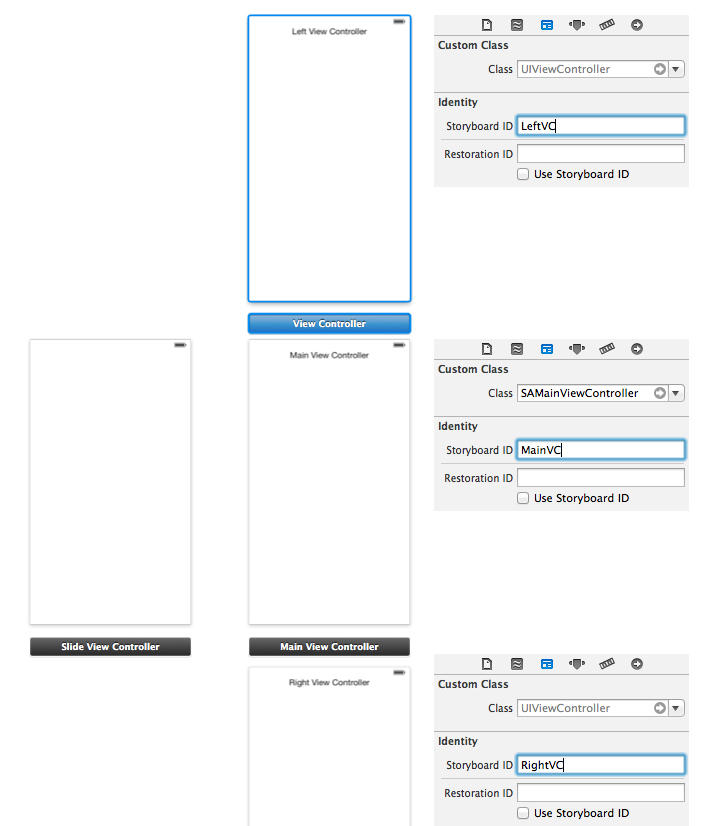 Left View Controller
Custom Class
Class UIViewController
Identity
Storyboard ID LeftVC
Restoration ID
Use Storyboard ID
View Controller
Main View Controller
Custom Class
Class SAMainViewController
Identity
Storyboard ID MainVC
Restoration ID
Use Storyboard ID
Slide View Controller
Main View Controller
Right View Controller
Custom Class
Class UIViewController
Identity
Storyboard ID RightVC
Restoration ID
Use Storyboard ID